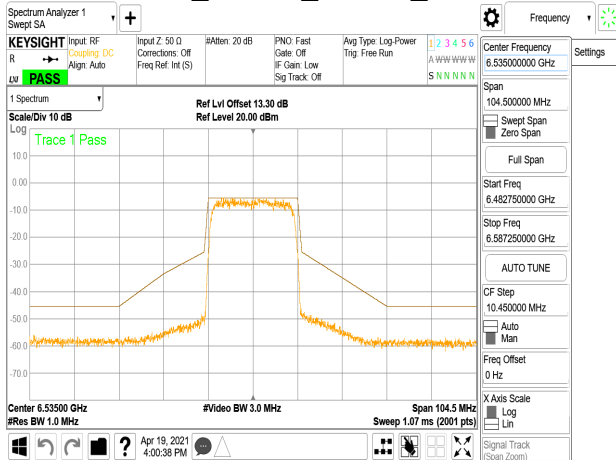 Spectrum Analyzer 1
Swept SA
Frequency
KEYSIGHT
Input: RF
Input Z: 50 Ω
#Atten: 20 dB
PNO: Fast
Avg Type: Log-Power
1 2 3 4 5 6
R
Coupling: DC
Corrections: Off
Gate: Off
Trig: Free Run
A W W W W W
Align: Auto
Freq Ref: Int (S)
IF Gain: Low
Sig Track: Off
S N N N N N
LXI
PASS
1 Spectrum
Ref Lvl Offset 13.30 dB
Scale/Div 10 dB
Ref Level 20.00 dBm
Log
Trace 1 Pass
10.0
0.00
-10.0
-20.0
-30.0
-40.0
-50.0
-60.0
-70.0
Center 6.53500 GHz
#Video BW 3.0 MHz
Span 104.5 MHz
#Res BW 1.0 MHz
Sweep 1.07 ms (2001 pts)
Apr 19, 2021
4:00:38 PM
Center Frequency
6.535000000 GHz
Settings
Span
104.500000 MHz
Swept Span
Zero Span
Full Span
Start Freq
6.482750000 GHz
Stop Freq
6.587250000 GHz
AUTO TUNE
CF Step
10.450000 MHz
Auto
Man
Freq Offset
0 Hz
X Axis Scale
Log
Lin
Signal Track
(Span Zoom)